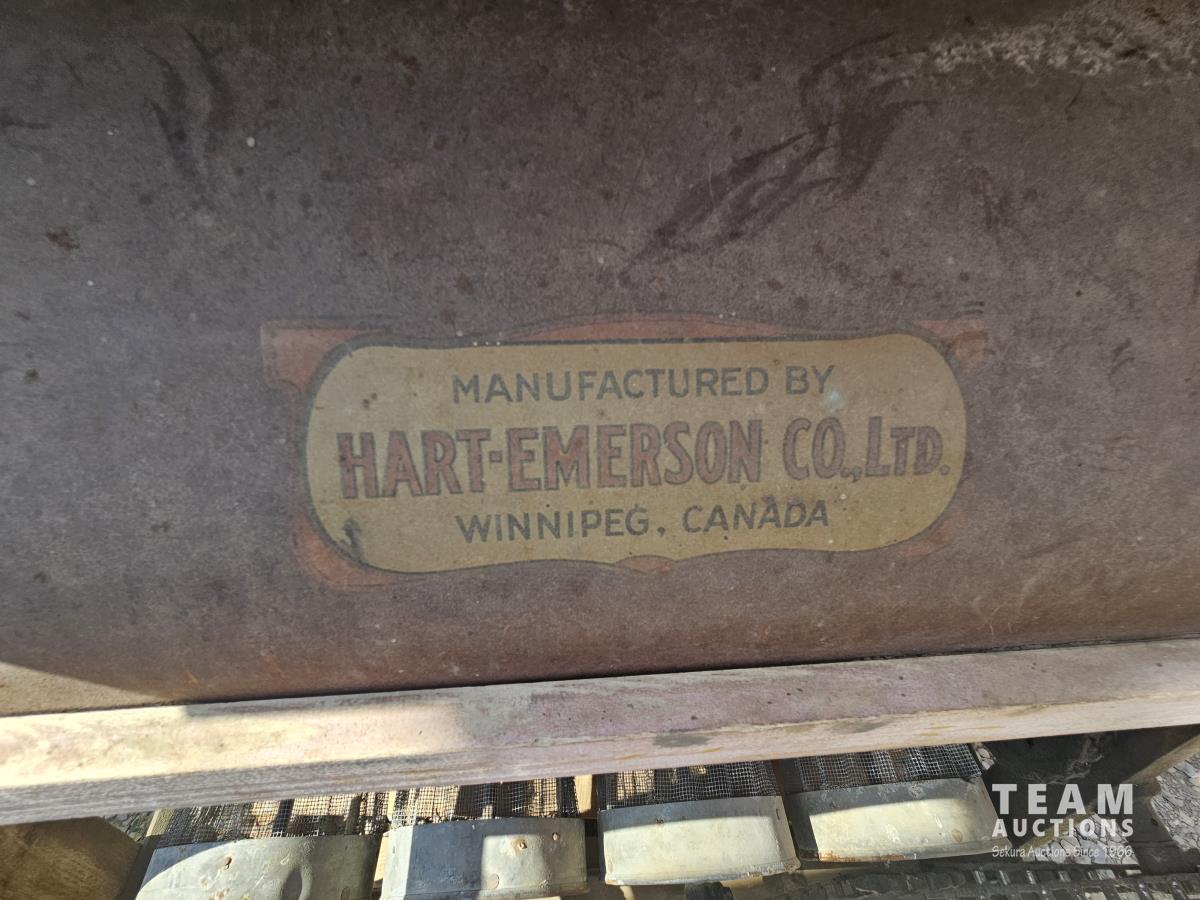 MANUFACTURED BY
HART-EMERSON CO., LTD.
WINNIPEG, CANADA
TEAM
AUCTIONS
Sekura Auctions Since 1966